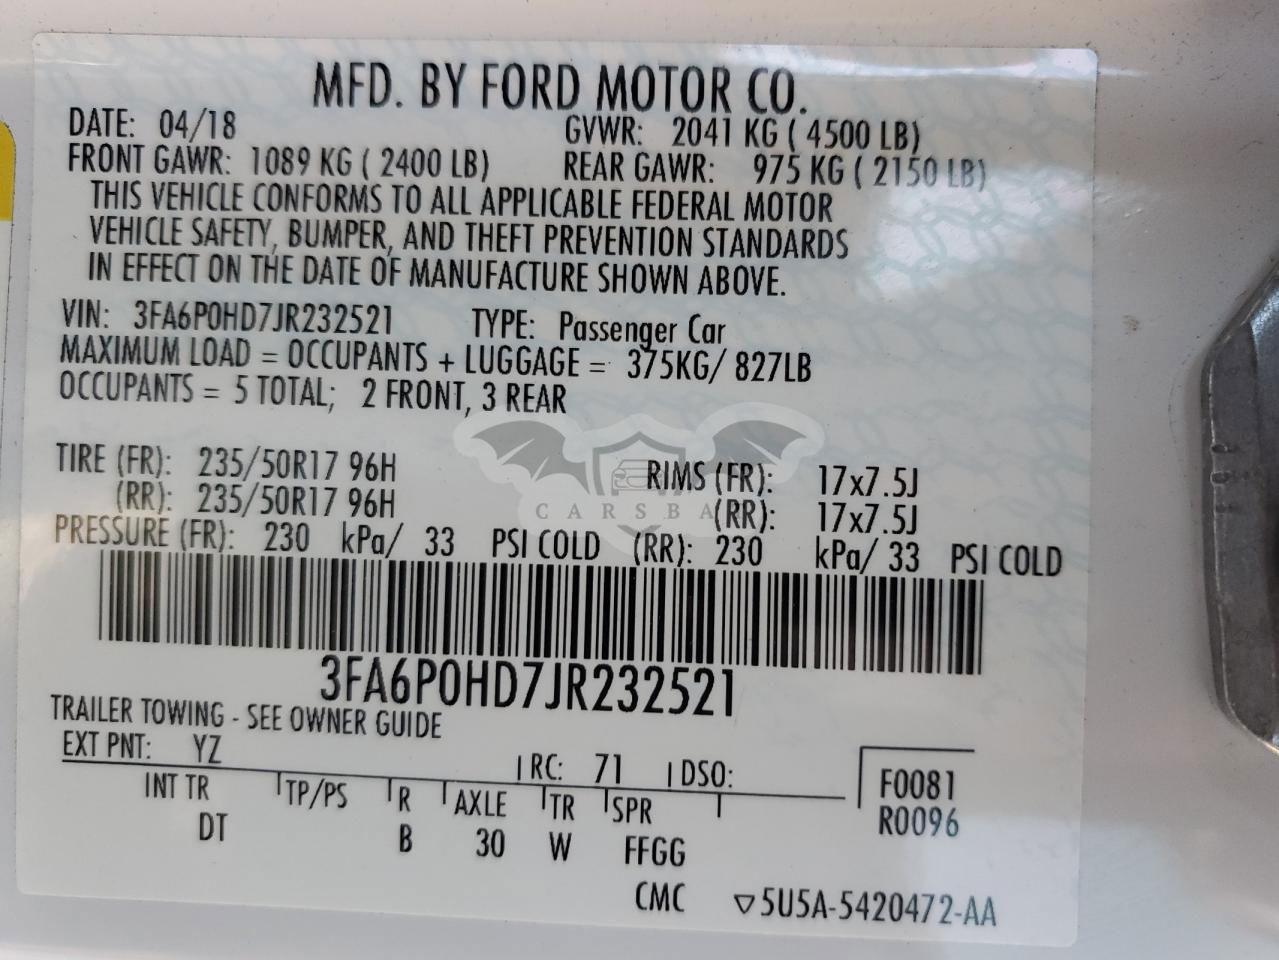 MFD. BY FORD MOTOR CO.
DATE: 04/18 GVWR: 2041 KG ( 4500 LB)
FRONT GAWR: 1089 KG ( 2400 LB) REAR GAWR: 975 KG ( 2150 LB)
THIS VEHICLE CONFORMS TO ALL APPLICABLE FEDERAL MOTOR
VEHICLE SAFETY, BUMPER, AND THEFT PREVENTION STANDARDS
IN EFFECT ON THE DATE OF MANUFACTURE SHOWN ABOVE.
VIN: 3FA6P0HD7JR232521 TYPE: Passenger Car
MAXIMUM LOAD = OCCUPANTS + LUGGAGE = 375KG/ 827LB
OCCUPANTS = 5 TOTAL; 2 FRONT, 3 REAR
TIRE (FR): 235/50R17 96H RIMS (FR): 17x7.5J
(RR): 235/50R17 96H (RR): 17x7.5J
CARSBA
PRESSURE (FR): 230 kPa/ 33 PSI COLD (RR): 230 kPa/ 33 PSI COLD
3FA6P0HD7JR232521
TRAILER TOWING - SEE OWNER GUIDE
EXT PNT: YZ RC: 71 DSO:
INT TR TP/PS R AXLE TR SPR F0081
DT B 30 W FFGG R0096
CMC ▽5U5A-5420472-AA